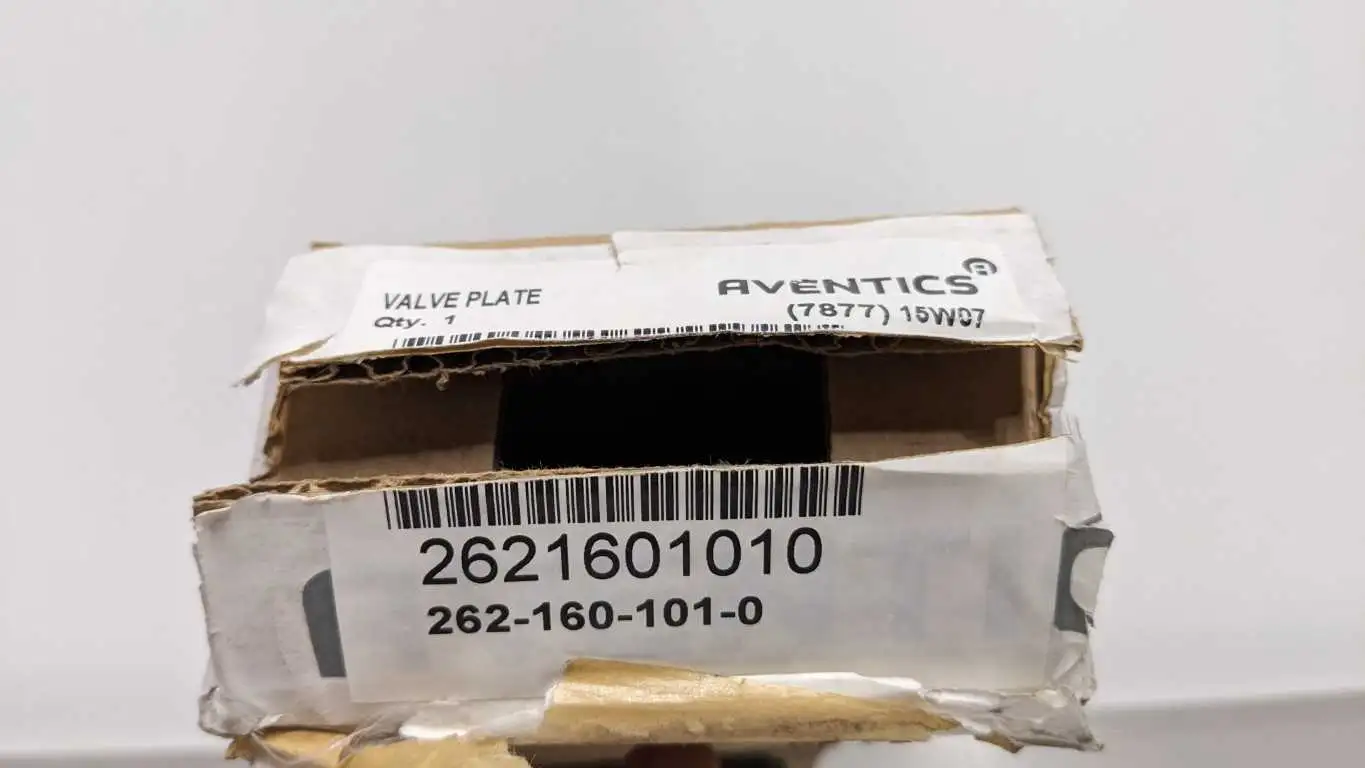 VALVE PLATE
Qty. 1
AVENTICS
(7877) 15W07
2621601010
262-160-101-0